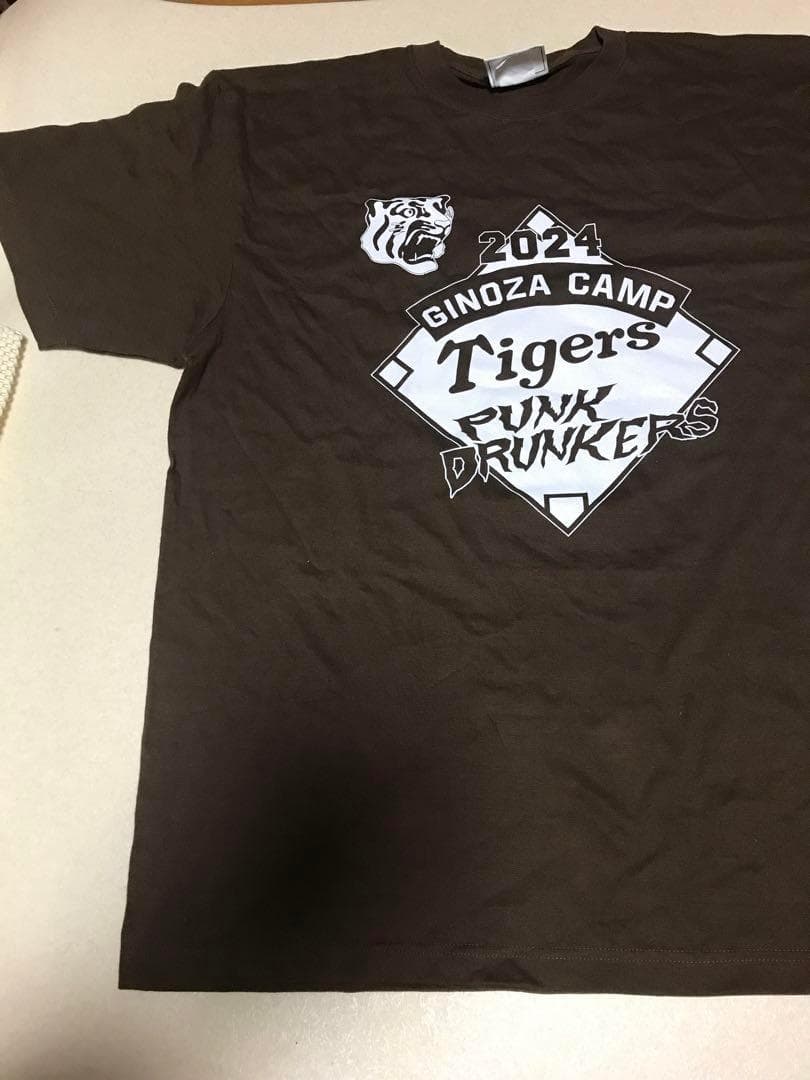 2024
GINOZA CAMP
Tigers
PUNK
DRUNKERS